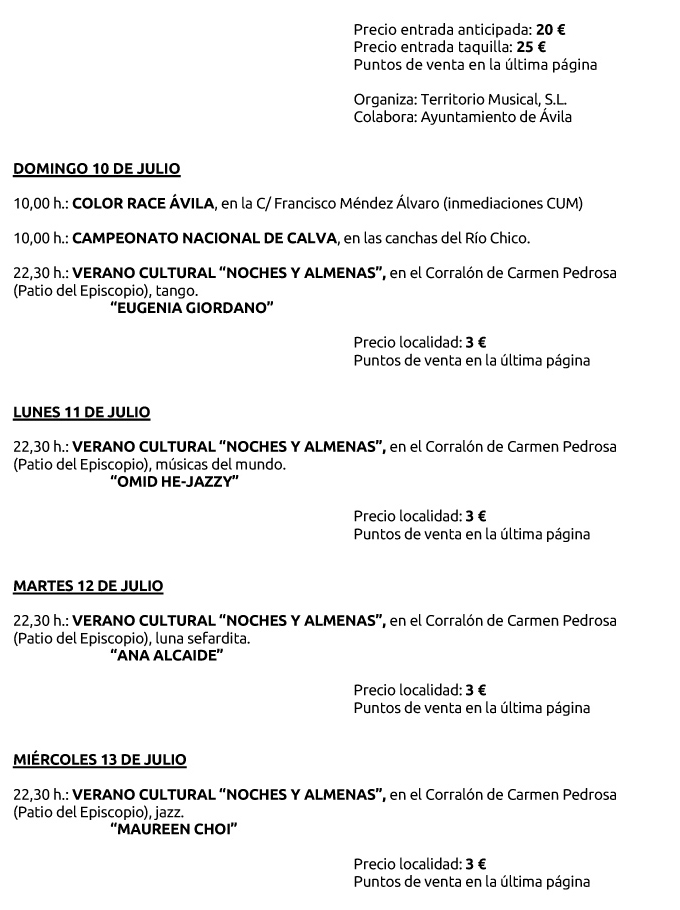 Precio entrada anticipada: 20 €
Precio entrada taquilla: 25 €
Puntos de venta en la última página
Organiza: Territorio Musical, S.L.
Colabora: Ayuntamiento de Ávila
DOMINGO 10 DE JULIO
10,00 h.: COLOR RACE ÁVILA, en la C/ Francisco Méndez Álvaro (inmediaciones CUM)
10,00 h.: CAMPEONATO NACIONAL DE CALVA, en las canchas del Río Chico.
22,30 h.: VERANO CULTURAL “NOCHES Y ALMENAS”, en el Corralón de Carmen Pedrosa
(Patio del Episcopio), tango.
“EUGENIA GIORDANO”
Precio localidad: 3 €
Puntos de venta en la última página
LUNES 11 DE JULIO
22,30 h.: VERANO CULTURAL “NOCHES Y ALMENAS”, en el Corralón de Carmen Pedrosa
(Patio del Episcopio), músicas del mundo.
“OMID HE-JAZZY”
Precio localidad: 3 €
Puntos de venta en la última página
MARTES 12 DE JULIO
22,30 h.: VERANO CULTURAL “NOCHES Y ALMENAS”, en el Corralón de Carmen Pedrosa
(Patio del Episcopio), luna sefardita.
“ANA ALCAIDE”
Precio localidad: 3 €
Puntos de venta en la última página
MIÉRCOLES 13 DE JULIO
22,30 h.: VERANO CULTURAL “NOCHES Y ALMENAS”, en el Corralón de Carmen Pedrosa
(Patio del Episcopio), jazz.
“MAUREEN CHOI”
Precio localidad: 3 €
Puntos de venta en la última página